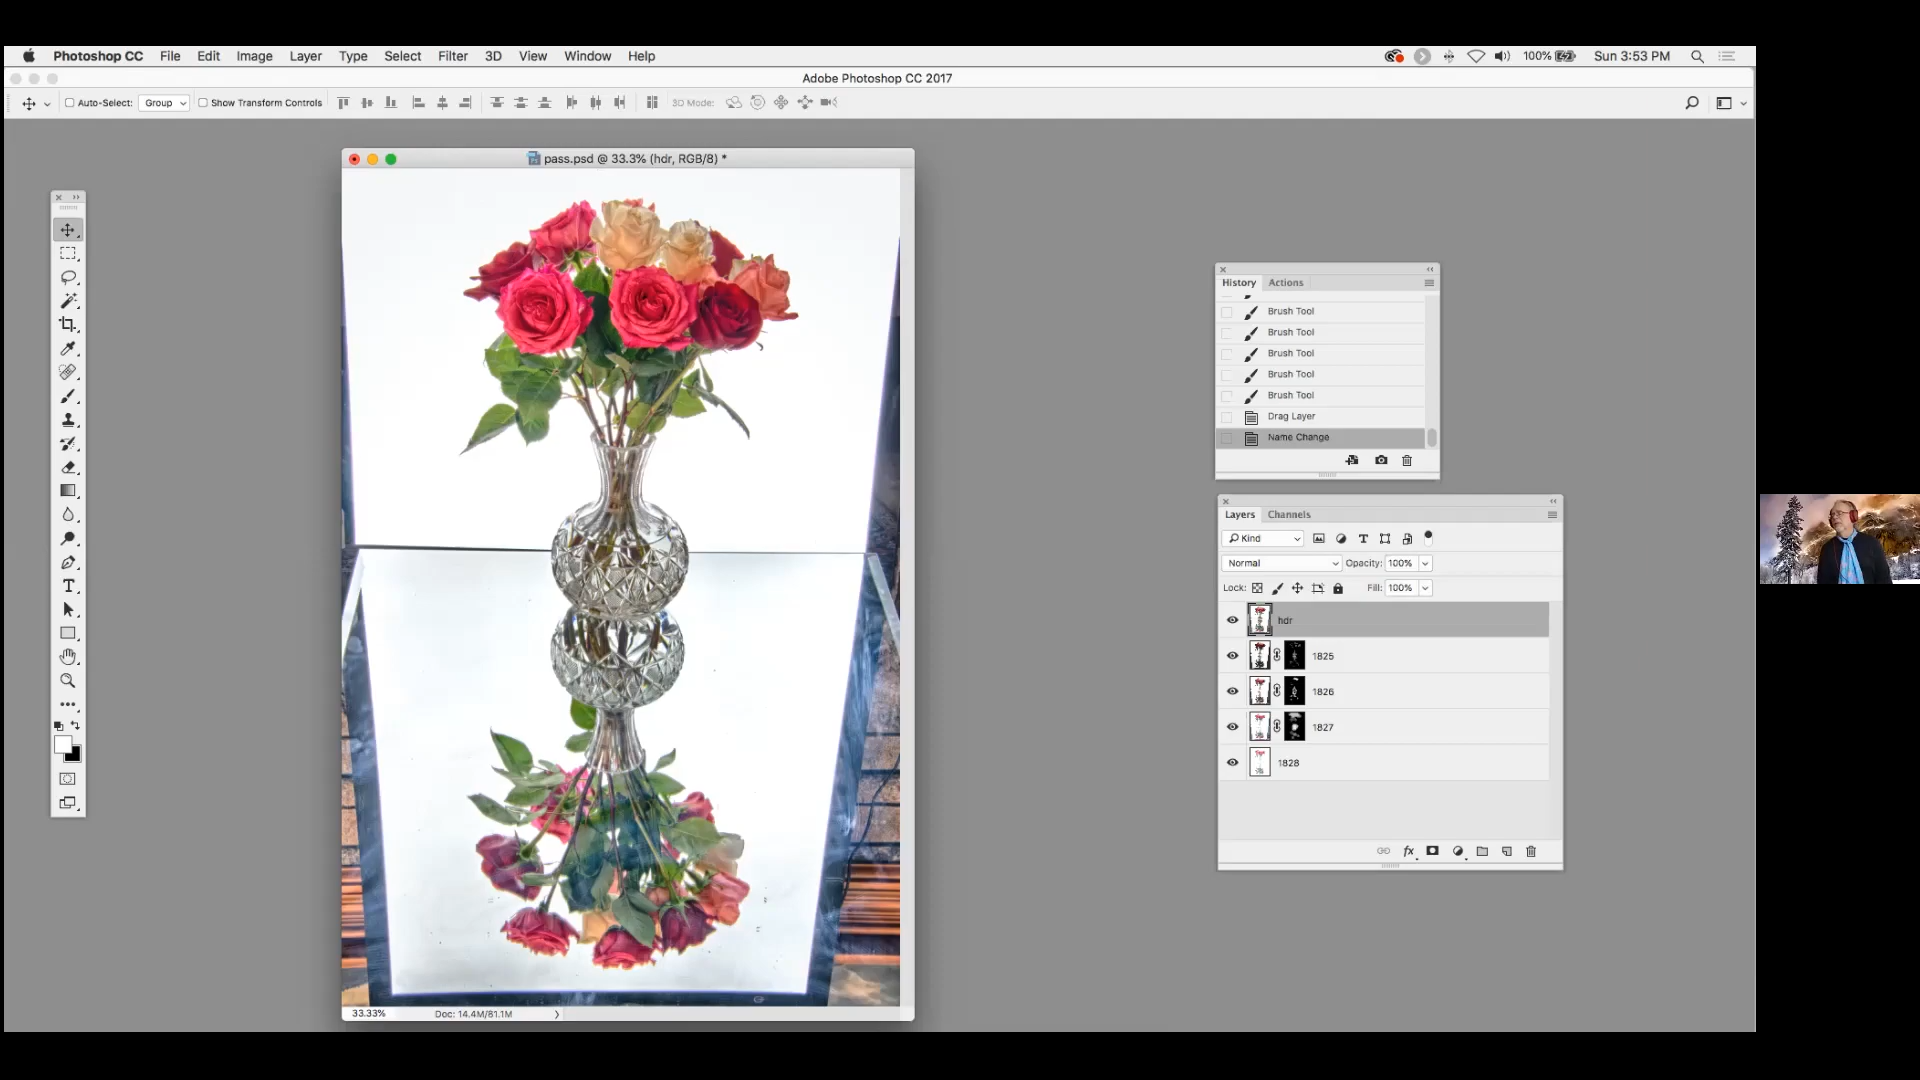 Photoshop CC File Edit Image Layer Type Select Filter 3D View Window Help 100% Sun 3:53 PM
Adobe Photoshop CC 2017
Auto-Select: Group Show Transform Controls 3D Mode:
pass.psd @ 33.3% (hdr, RGB/8) *
History Actions
Brush Tool
Brush Tool
Brush Tool
Brush Tool
Brush Tool
Drag Layer
Name Change
Layers Channels
Kind
Normal Opacity: 100%
Lock: Fill: 100%
hdr
1825
1826
1827
1828
33.33% Doc: 14.4M/81.1M